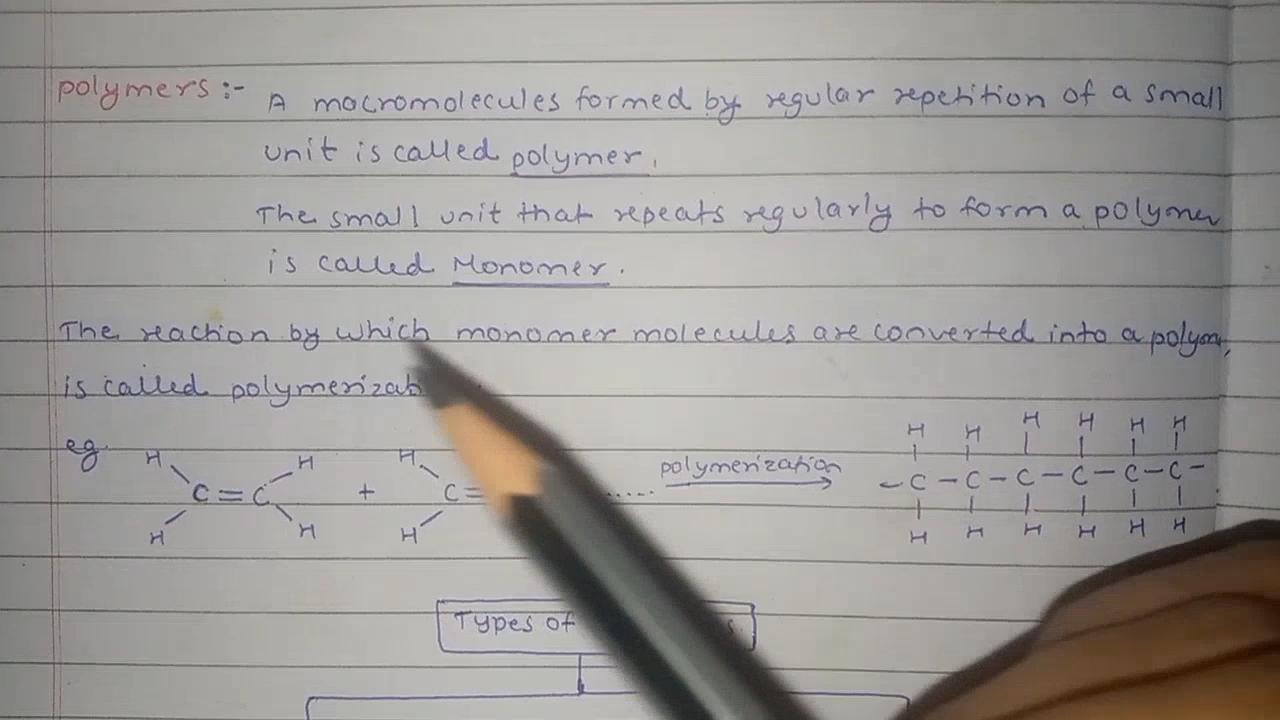 polymers :- A macromolecules formed by regular repetition of a small
unit is called polymer.
The small unit that repeats regularly to form a polymer
is called Monomer.
The reaction by which monomer molecules are converted into a
is called
eg.
H H H H H H
H H H
C = C + C = ..... polymerization - C - C - C - C - C - C -
H H H
H H H H H H
Types of